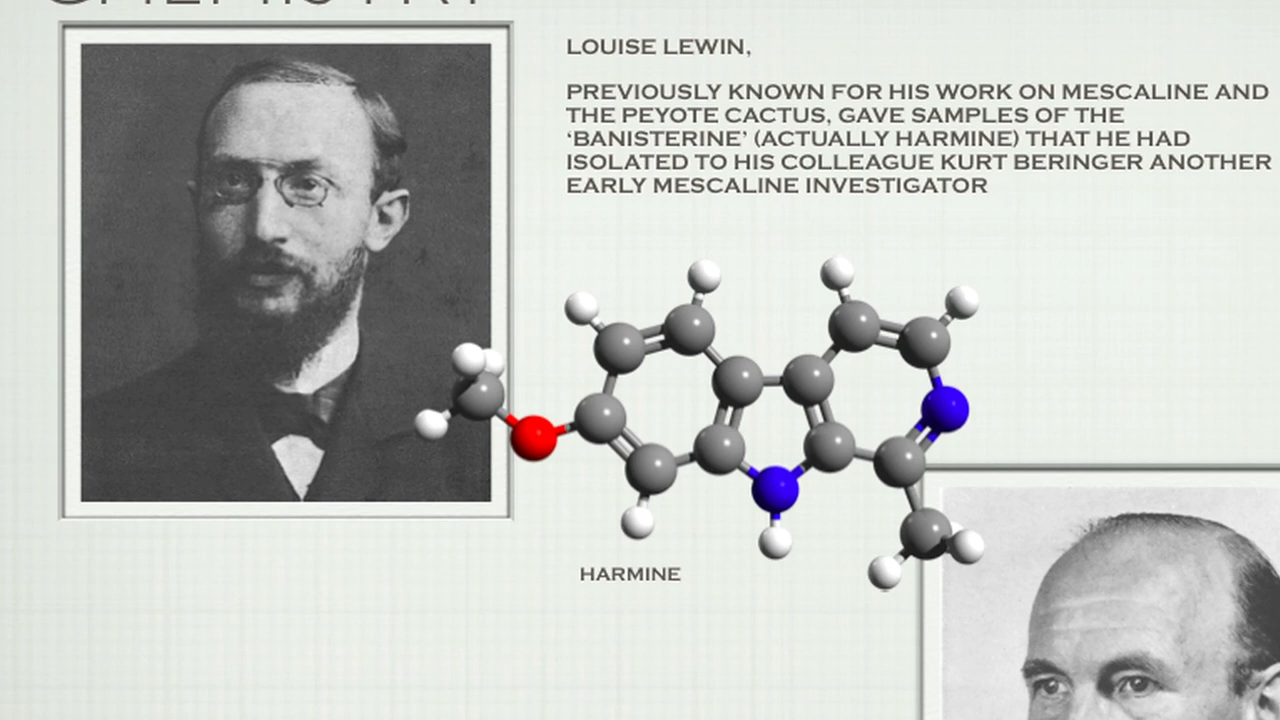 CHEMISTRY
LOUISE LEWIN,
PREVIOUSLY KNOWN FOR HIS WORK ON MESCALINE AND
THE PEYOTE CACTUS, GAVE SAMPLES OF THE
‘BANISTERINE’ (ACTUALLY HARMINE) THAT HE HAD
ISOLATED TO HIS COLLEAGUE KURT BERINGER ANOTHER
EARLY MESCALINE INVESTIGATOR
HARMINE